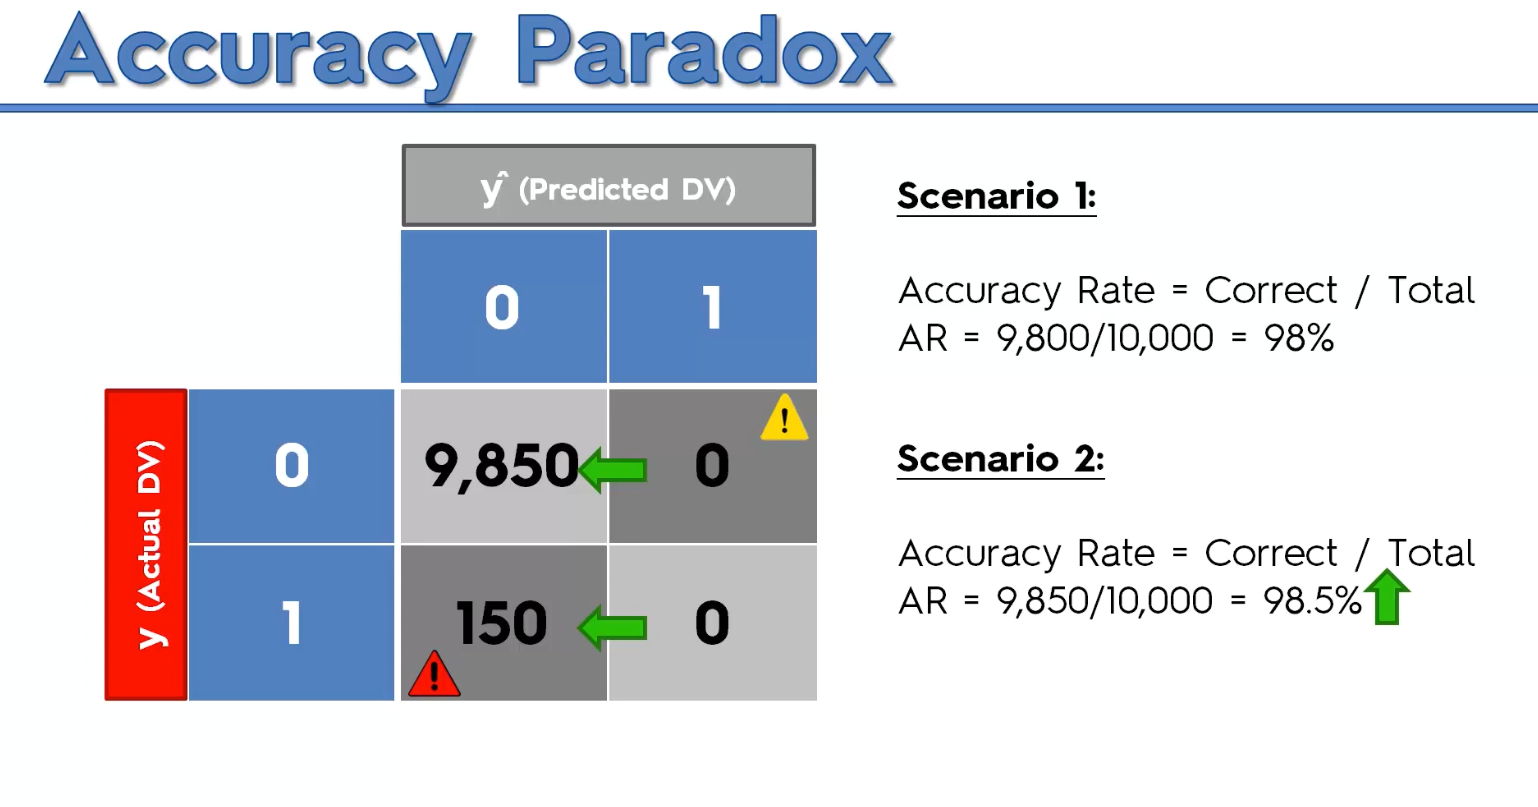 Accuracy Paradox
ŷ (Predicted DV)
0 1
y (Actual DV)
0 9,850 0
1 150 0
!
!
Scenario 1:
Accuracy Rate = Correct / Total
AR = 9,800/10,000 = 98%
Scenario 2:
Accuracy Rate = Correct / Total
AR = 9,850/10,000 = 98.5%